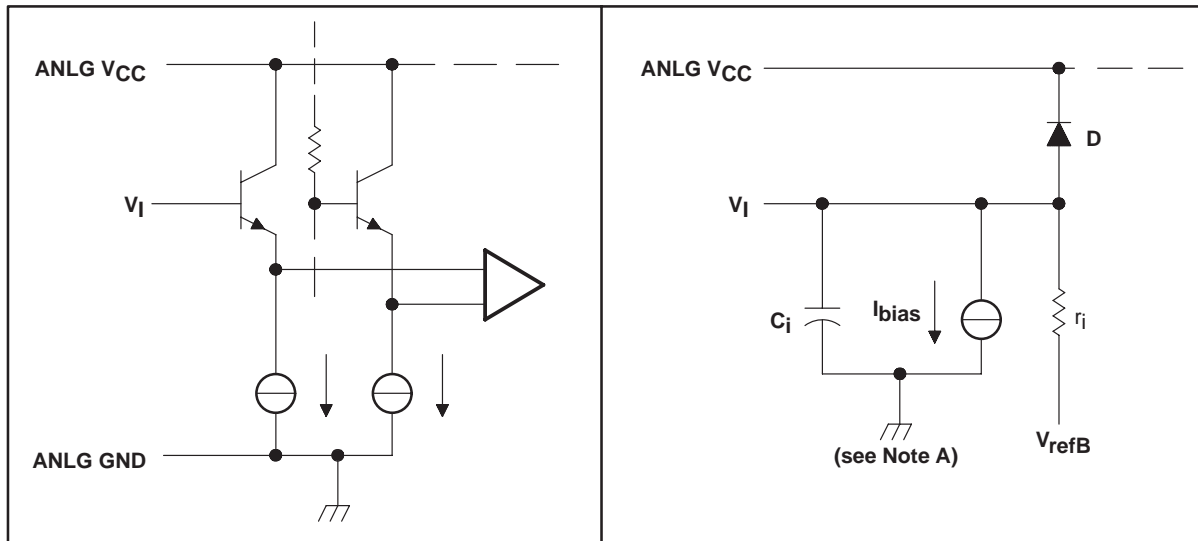 ANLG VCC
VI
ANLG GND
ANLG VCC
D
VI
Ci
Ibias
ri
VrefB
(see Note A)